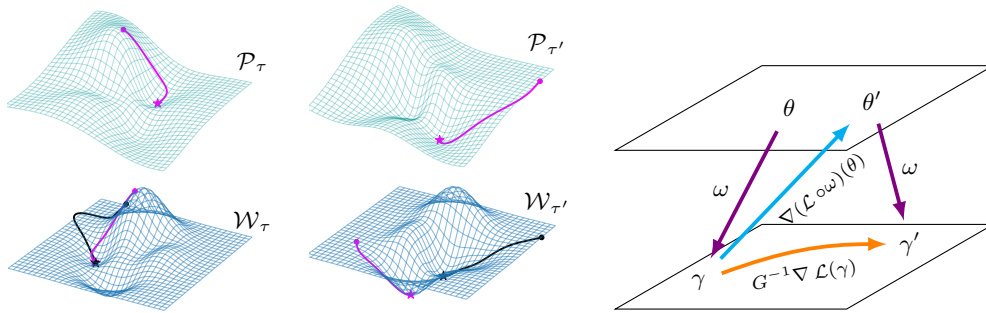 𝒫_τ
𝒫_τ′
𝒲_τ
𝒲_τ′
θ
θ′
ω
∇(ℒ∘ω)(θ)
ω
γ
G⁻¹∇ℒ(γ)
γ′